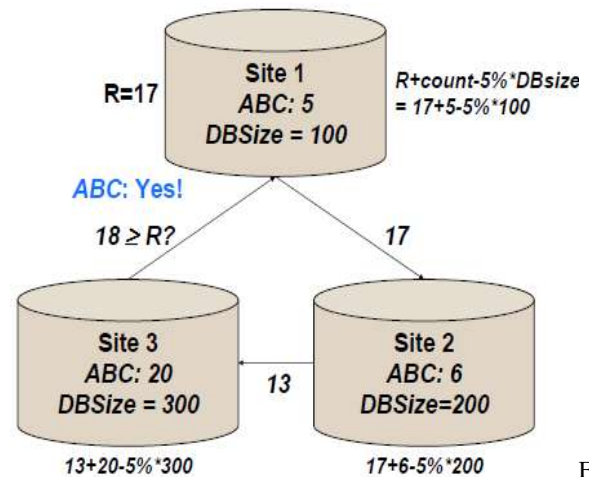 R=17
Site 1
ABC: 5
DBSize = 100
R+count-5%*DBsize
= 17+5-5%*100
ABC: Yes!
18 ≥ R?
17
Site 3
ABC: 20
DBSize = 300
13
Site 2
ABC: 6
DBSize=200
13+20-5%*300
17+6-5%*200